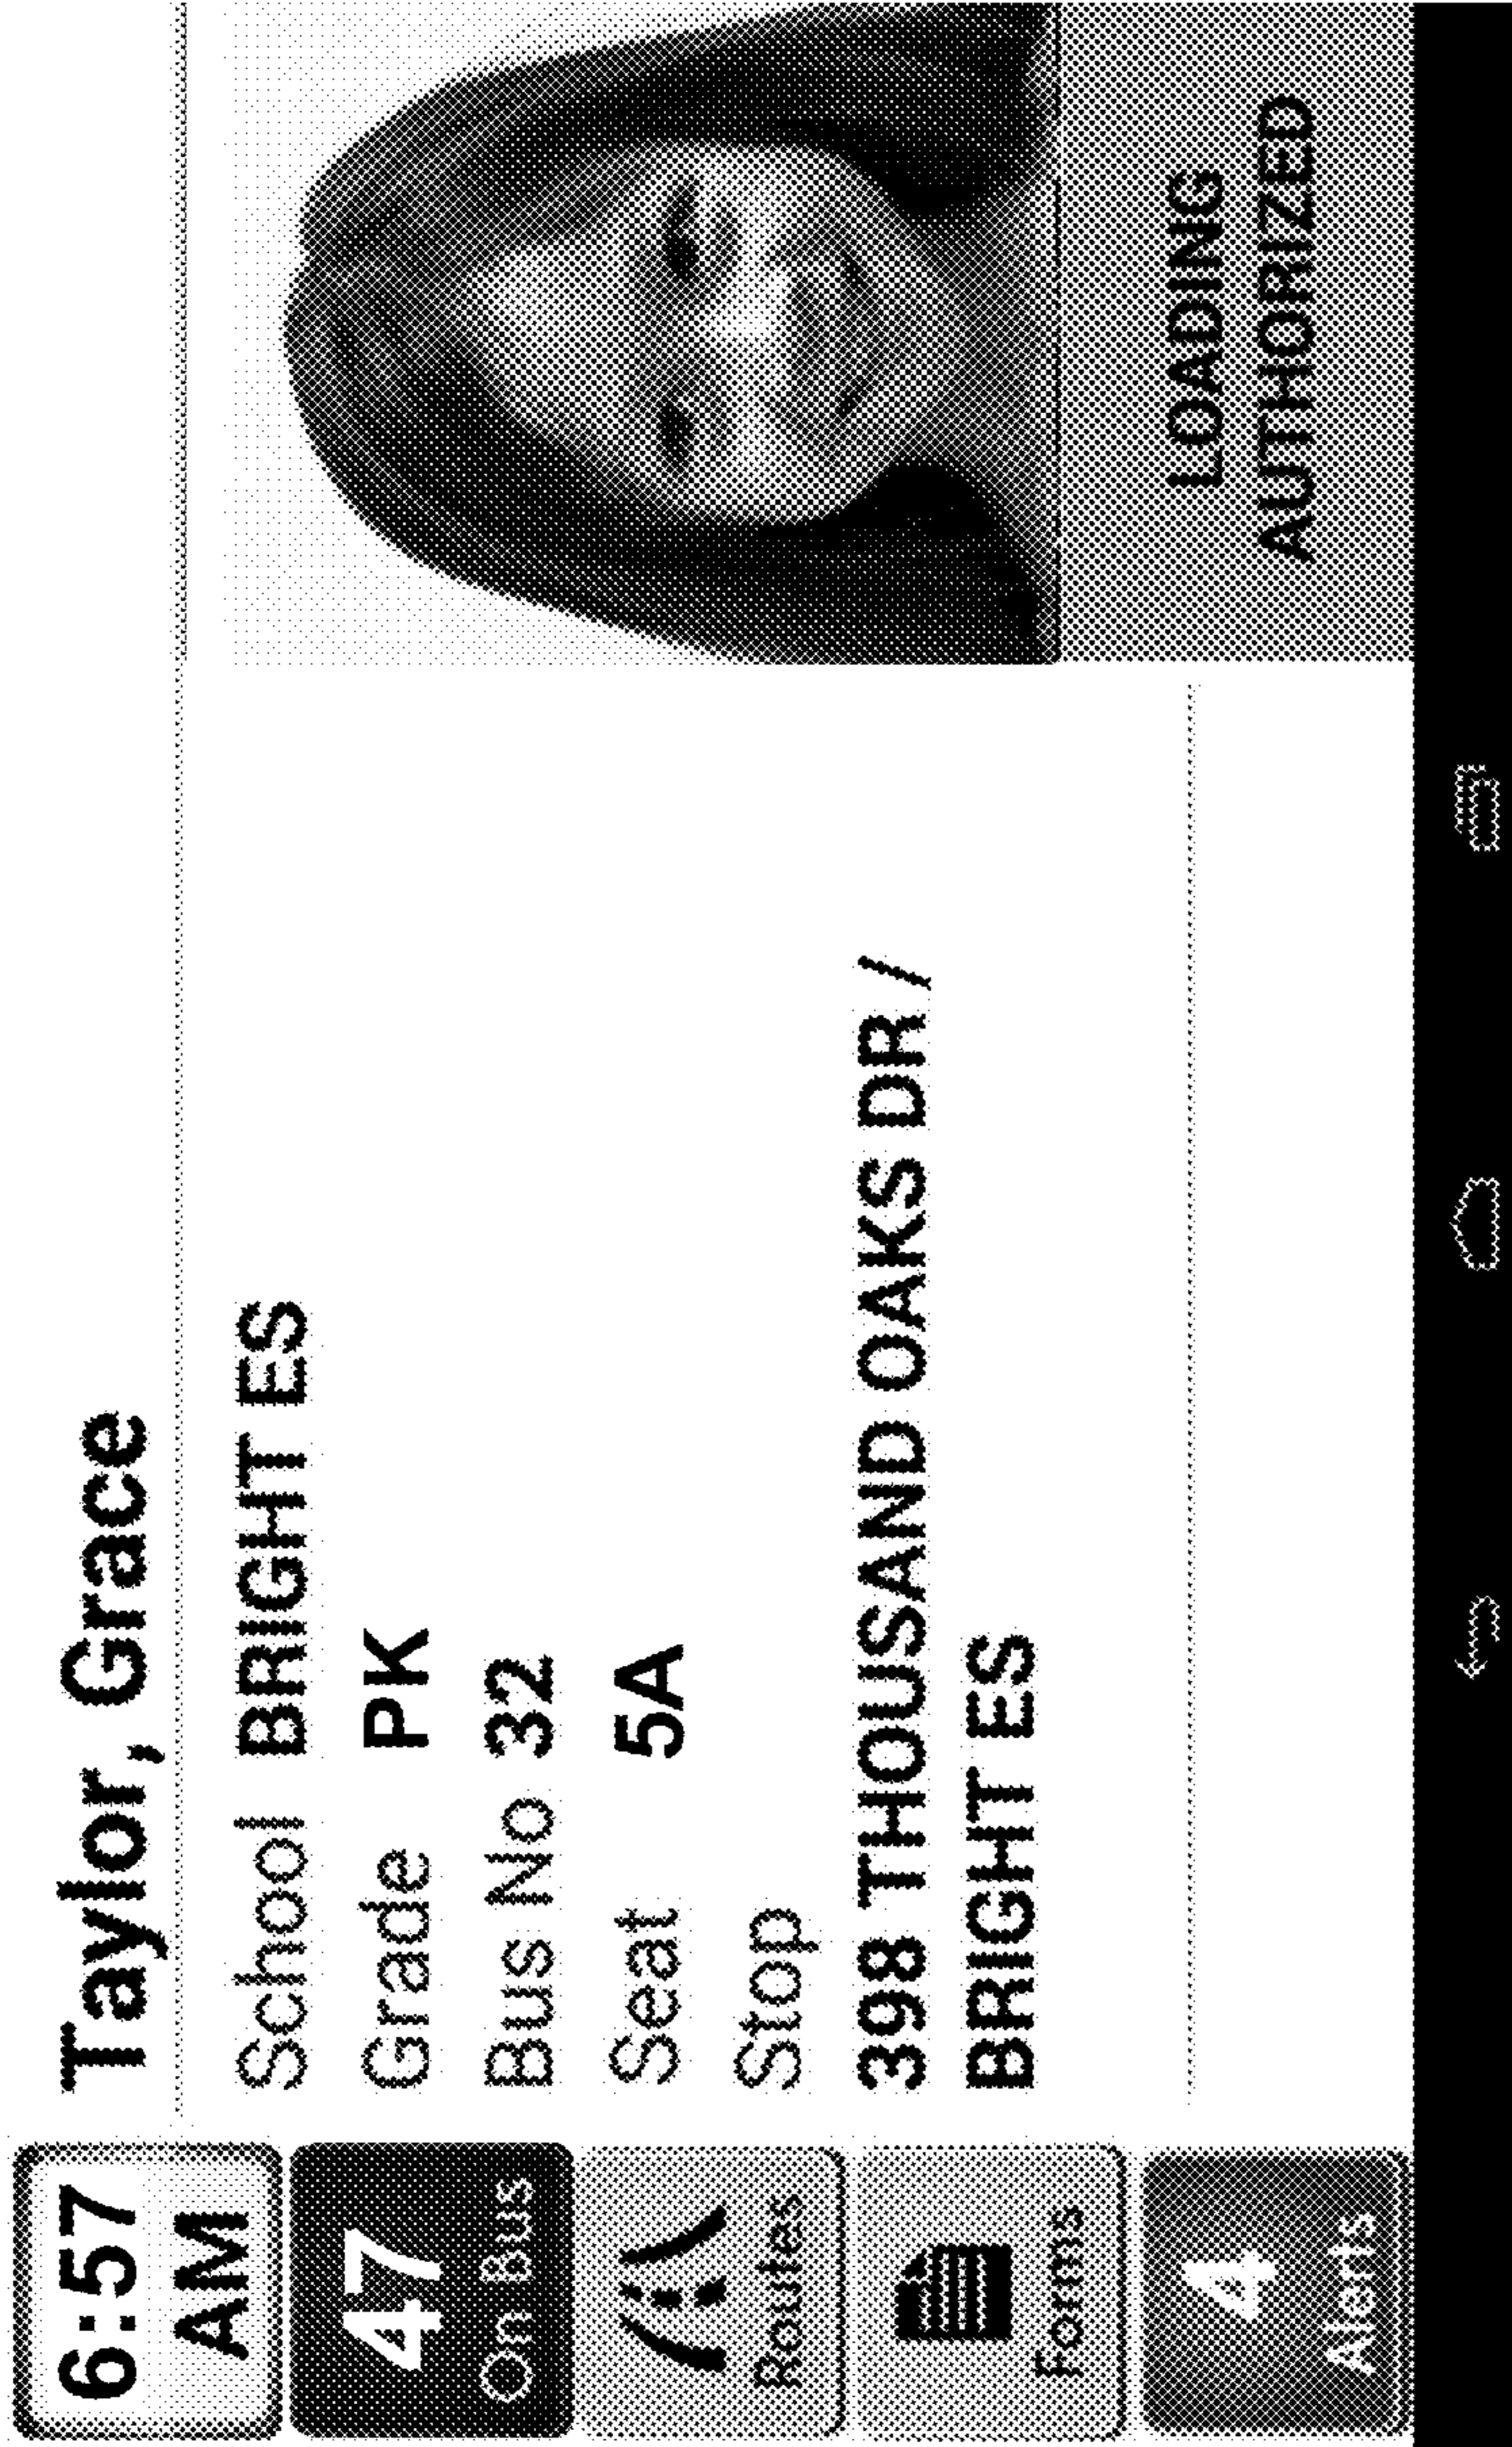 6:57
AM
47
On Bus
Routes
Forms
4
Alerts
Taylor, Grace
School BRIGHT ES
Grade PK
Bus No 32
Seat 5A
Stop
398 THOUSAND OAKS DR /
BRIGHT ES
LOADING
AUTHORIZED